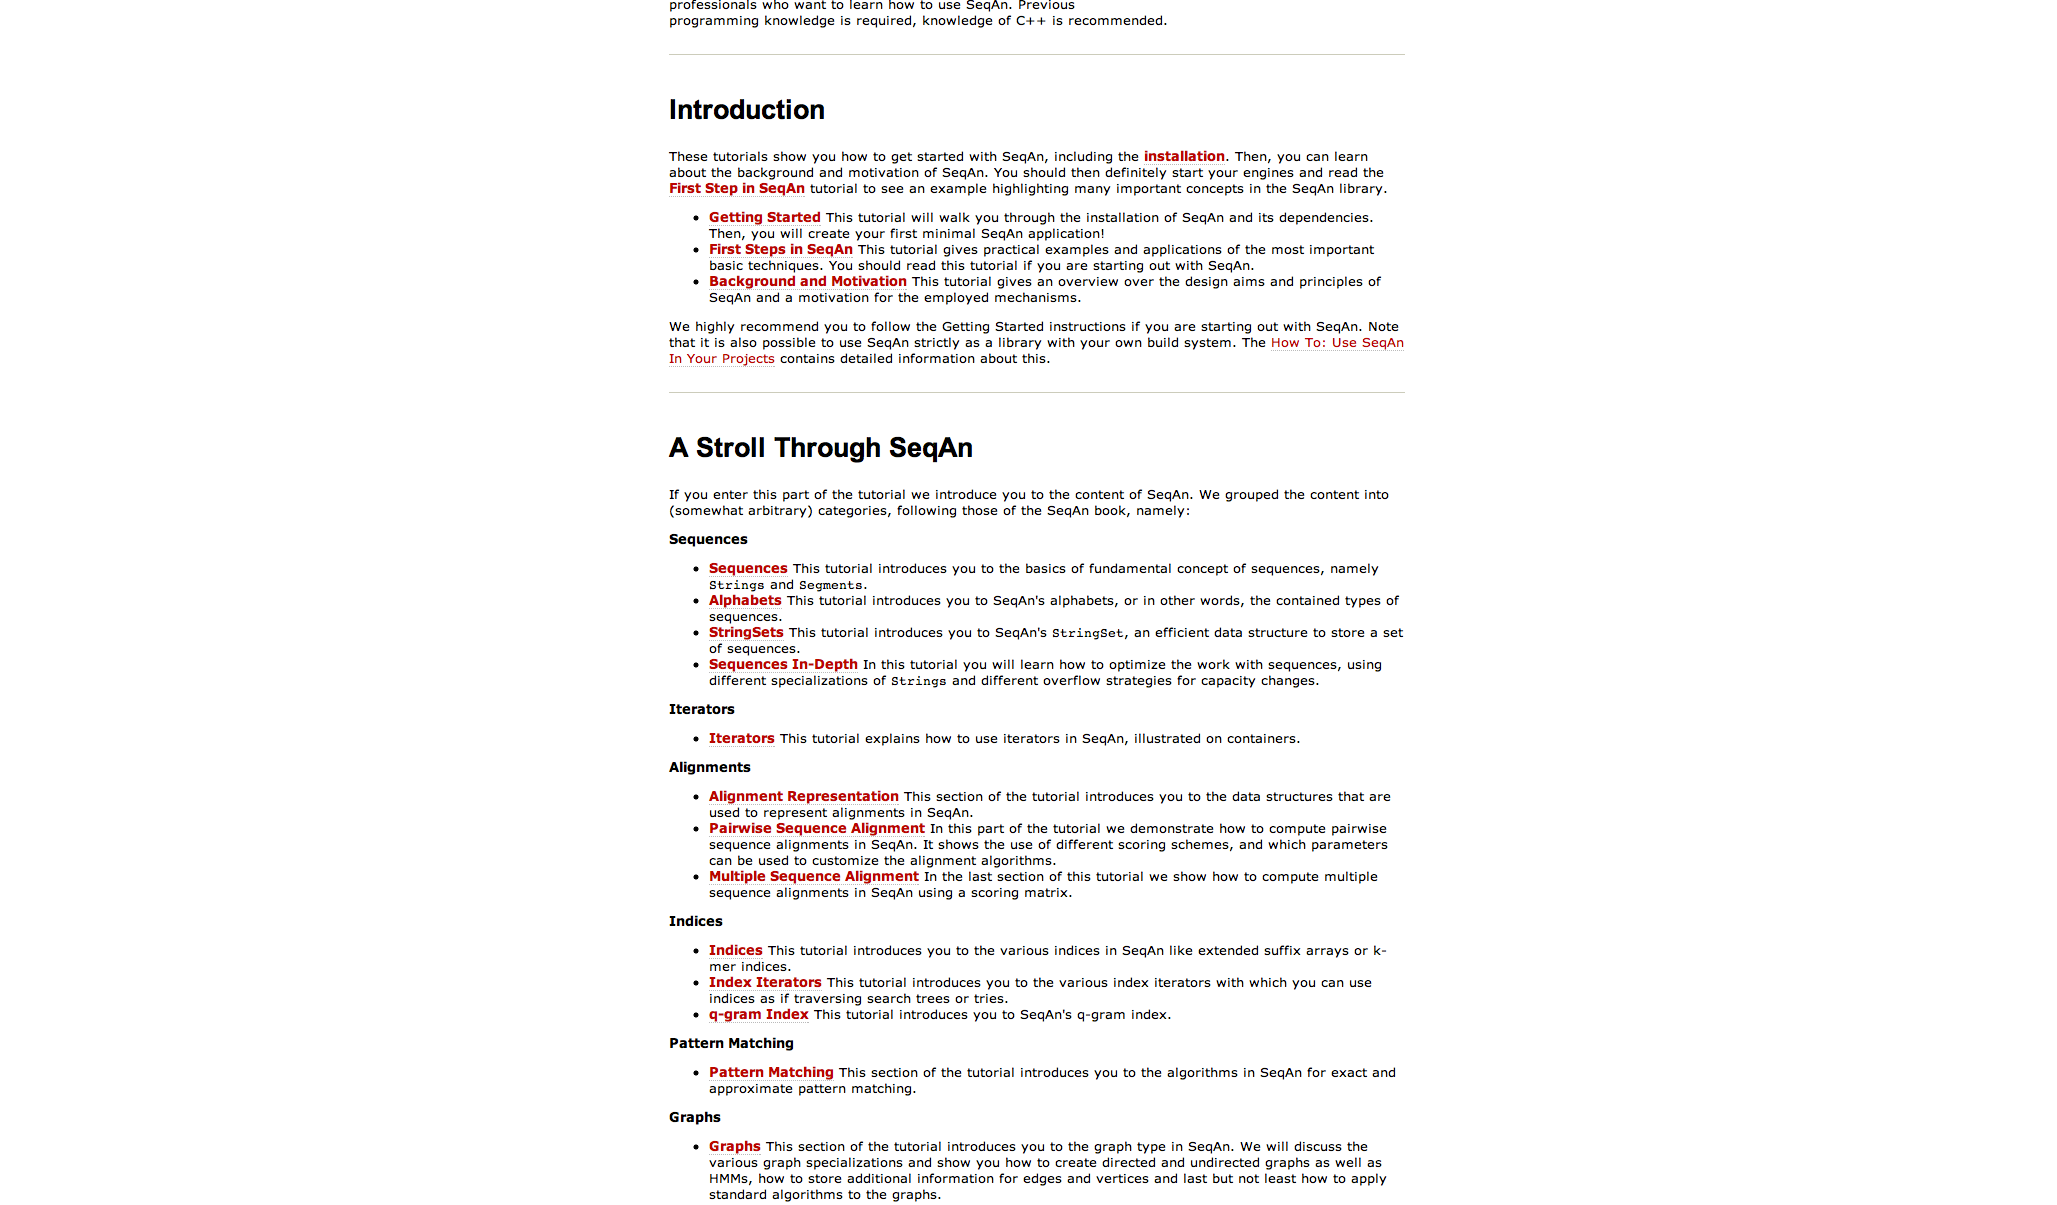 professionals who want to learn how to use SeqAn. Previous
programming knowledge is required, knowledge of C++ is recommended.
Introduction
These tutorials show you how to get started with SeqAn, including the installation. Then, you can learn
about the background and motivation of SeqAn. You should then definitely start your engines and read the
First Step in SeqAn tutorial to see an example highlighting many important concepts in the SeqAn library.
• Getting Started This tutorial will walk you through the installation of SeqAn and its dependencies.
Then, you will create your first minimal SeqAn application!
• First Steps in SeqAn This tutorial gives practical examples and applications of the most important
basic techniques. You should read this tutorial if you are starting out with SeqAn.
• Background and Motivation This tutorial gives an overview over the design aims and principles of
SeqAn and a motivation for the employed mechanisms.
We highly recommend you to follow the Getting Started instructions if you are starting out with SeqAn. Note
that it is also possible to use SeqAn strictly as a library with your own build system. The How To: Use SeqAn
In Your Projects contains detailed information about this.
A Stroll Through SeqAn
If you enter this part of the tutorial we introduce you to the content of SeqAn. We grouped the content into
(somewhat arbitrary) categories, following those of the SeqAn book, namely:
Sequences
• Sequences This tutorial introduces you to the basics of fundamental concept of sequences, namely
Strings and Segments.
• Alphabets This tutorial introduces you to SeqAn's alphabets, or in other words, the contained types of
sequences.
• StringSets This tutorial introduces you to SeqAn's StringSet, an efficient data structure to store a set
of sequences.
• Sequences In-Depth In this tutorial you will learn how to optimize the work with sequences, using
different specializations of Strings and different overflow strategies for capacity changes.
Iterators
• Iterators This tutorial explains how to use iterators in SeqAn, illustrated on containers.
Alignments
• Alignment Representation This section of the tutorial introduces you to the data structures that are
used to represent alignments in SeqAn.
• Pairwise Sequence Alignment In this part of the tutorial we demonstrate how to compute pairwise
sequence alignments in SeqAn. It shows the use of different scoring schemes, and which parameters
can be used to customize the alignment algorithms.
• Multiple Sequence Alignment In the last section of this tutorial we show how to compute multiple
sequence alignments in SeqAn using a scoring matrix.
Indices
• Indices This tutorial introduces you to the various indices in SeqAn like extended suffix arrays or k-
mer indices.
• Index Iterators This tutorial introduces you to the various index iterators with which you can use
indices as if traversing search trees or tries.
• q-gram Index This tutorial introduces you to SeqAn's q-gram index.
Pattern Matching
• Pattern Matching This section of the tutorial introduces you to the algorithms in SeqAn for exact and
approximate pattern matching.
Graphs
• Graphs This section of the tutorial introduces you to the graph type in SeqAn. We will discuss the
various graph specializations and show you how to create directed and undirected graphs as well as
HMMs, how to store additional information for edges and vertices and last but not least how to apply
standard algorithms to the graphs.